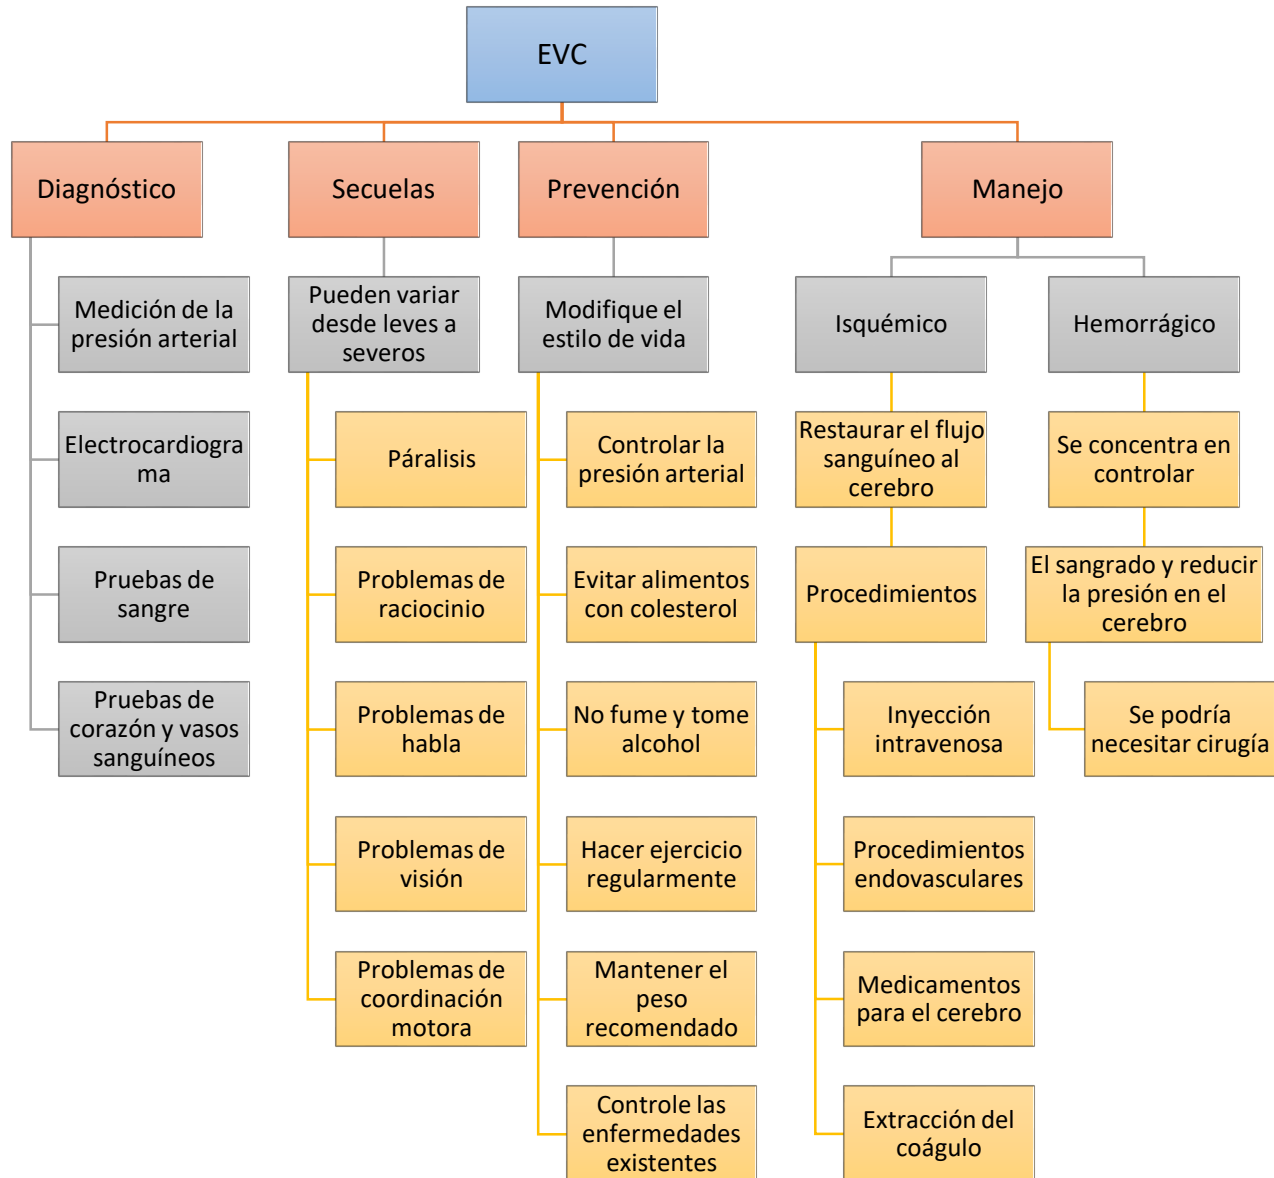 EVC
Diagnóstico
Secuelas
Prevención
Manejo
Medición de la
presión arterial
Electrocardiogra
ma
Pruebas de
sangre
Pruebas de
corazón y vasos
sanguíneos
Pueden variar
desde leves a
severos
Páralisis
Problemas de
raciocinio
Problemas de
habla
Problemas de
visión
Problemas de
coordinación
motora
Modifique el
estilo de vida
Controlar la
presión arterial
Evitar alimentos
con colesterol
No fume y tome
alcohol
Hacer ejercicio
regularmente
Mantener el
peso
recomendado
Controle las
enfermedades
existentes
Isquémico
Restaurar el flujo
sanguíneo al
cerebro
Procedimientos
Inyección
intravenosa
Procedimientos
endovasculares
Medicamentos
para el cerebro
Extracción del
coágulo
Hemorrágico
Se concentra en
controlar
El sangrado y reducir
la presión en el
cerebro
Se podría
necesitar cirugía